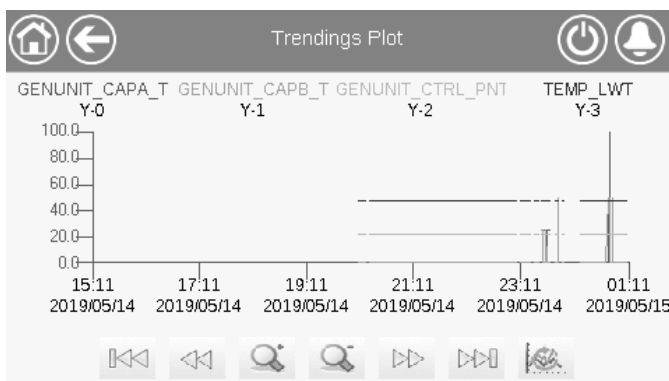 Trendings Plot
GENUNIT_CAPA_T GENUNIT_CAPB_T GENUNIT_CTRL_PNT TEMP_LWT
Y-0 Y-1 Y-2 Y-3
100.0
80.0
60.0
40.0
20.0
0.0
15:11 17:11 19:11 21:11 23:11 01:11
2019/05/14 2019/05/14 2019/05/14 2019/05/14 2019/05/14 2019/05/15